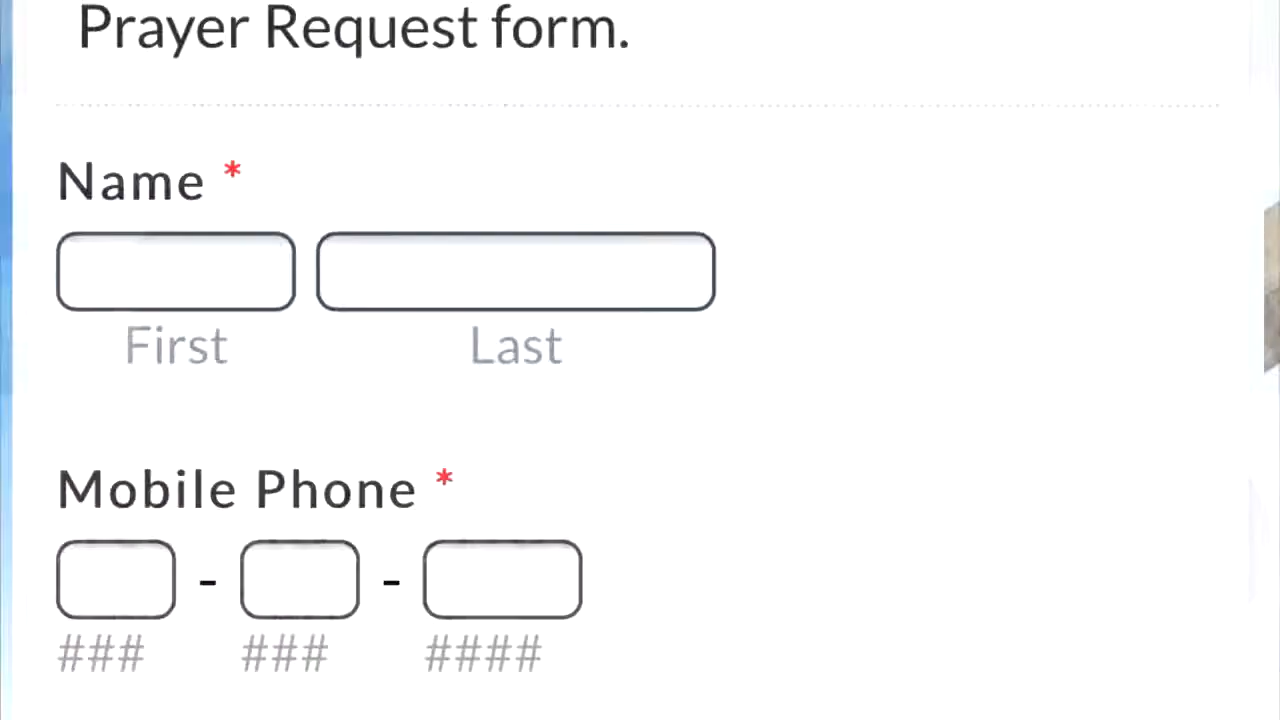 Prayer Request form.
Name *
First Last
Mobile Phone *
- -
### ### ####